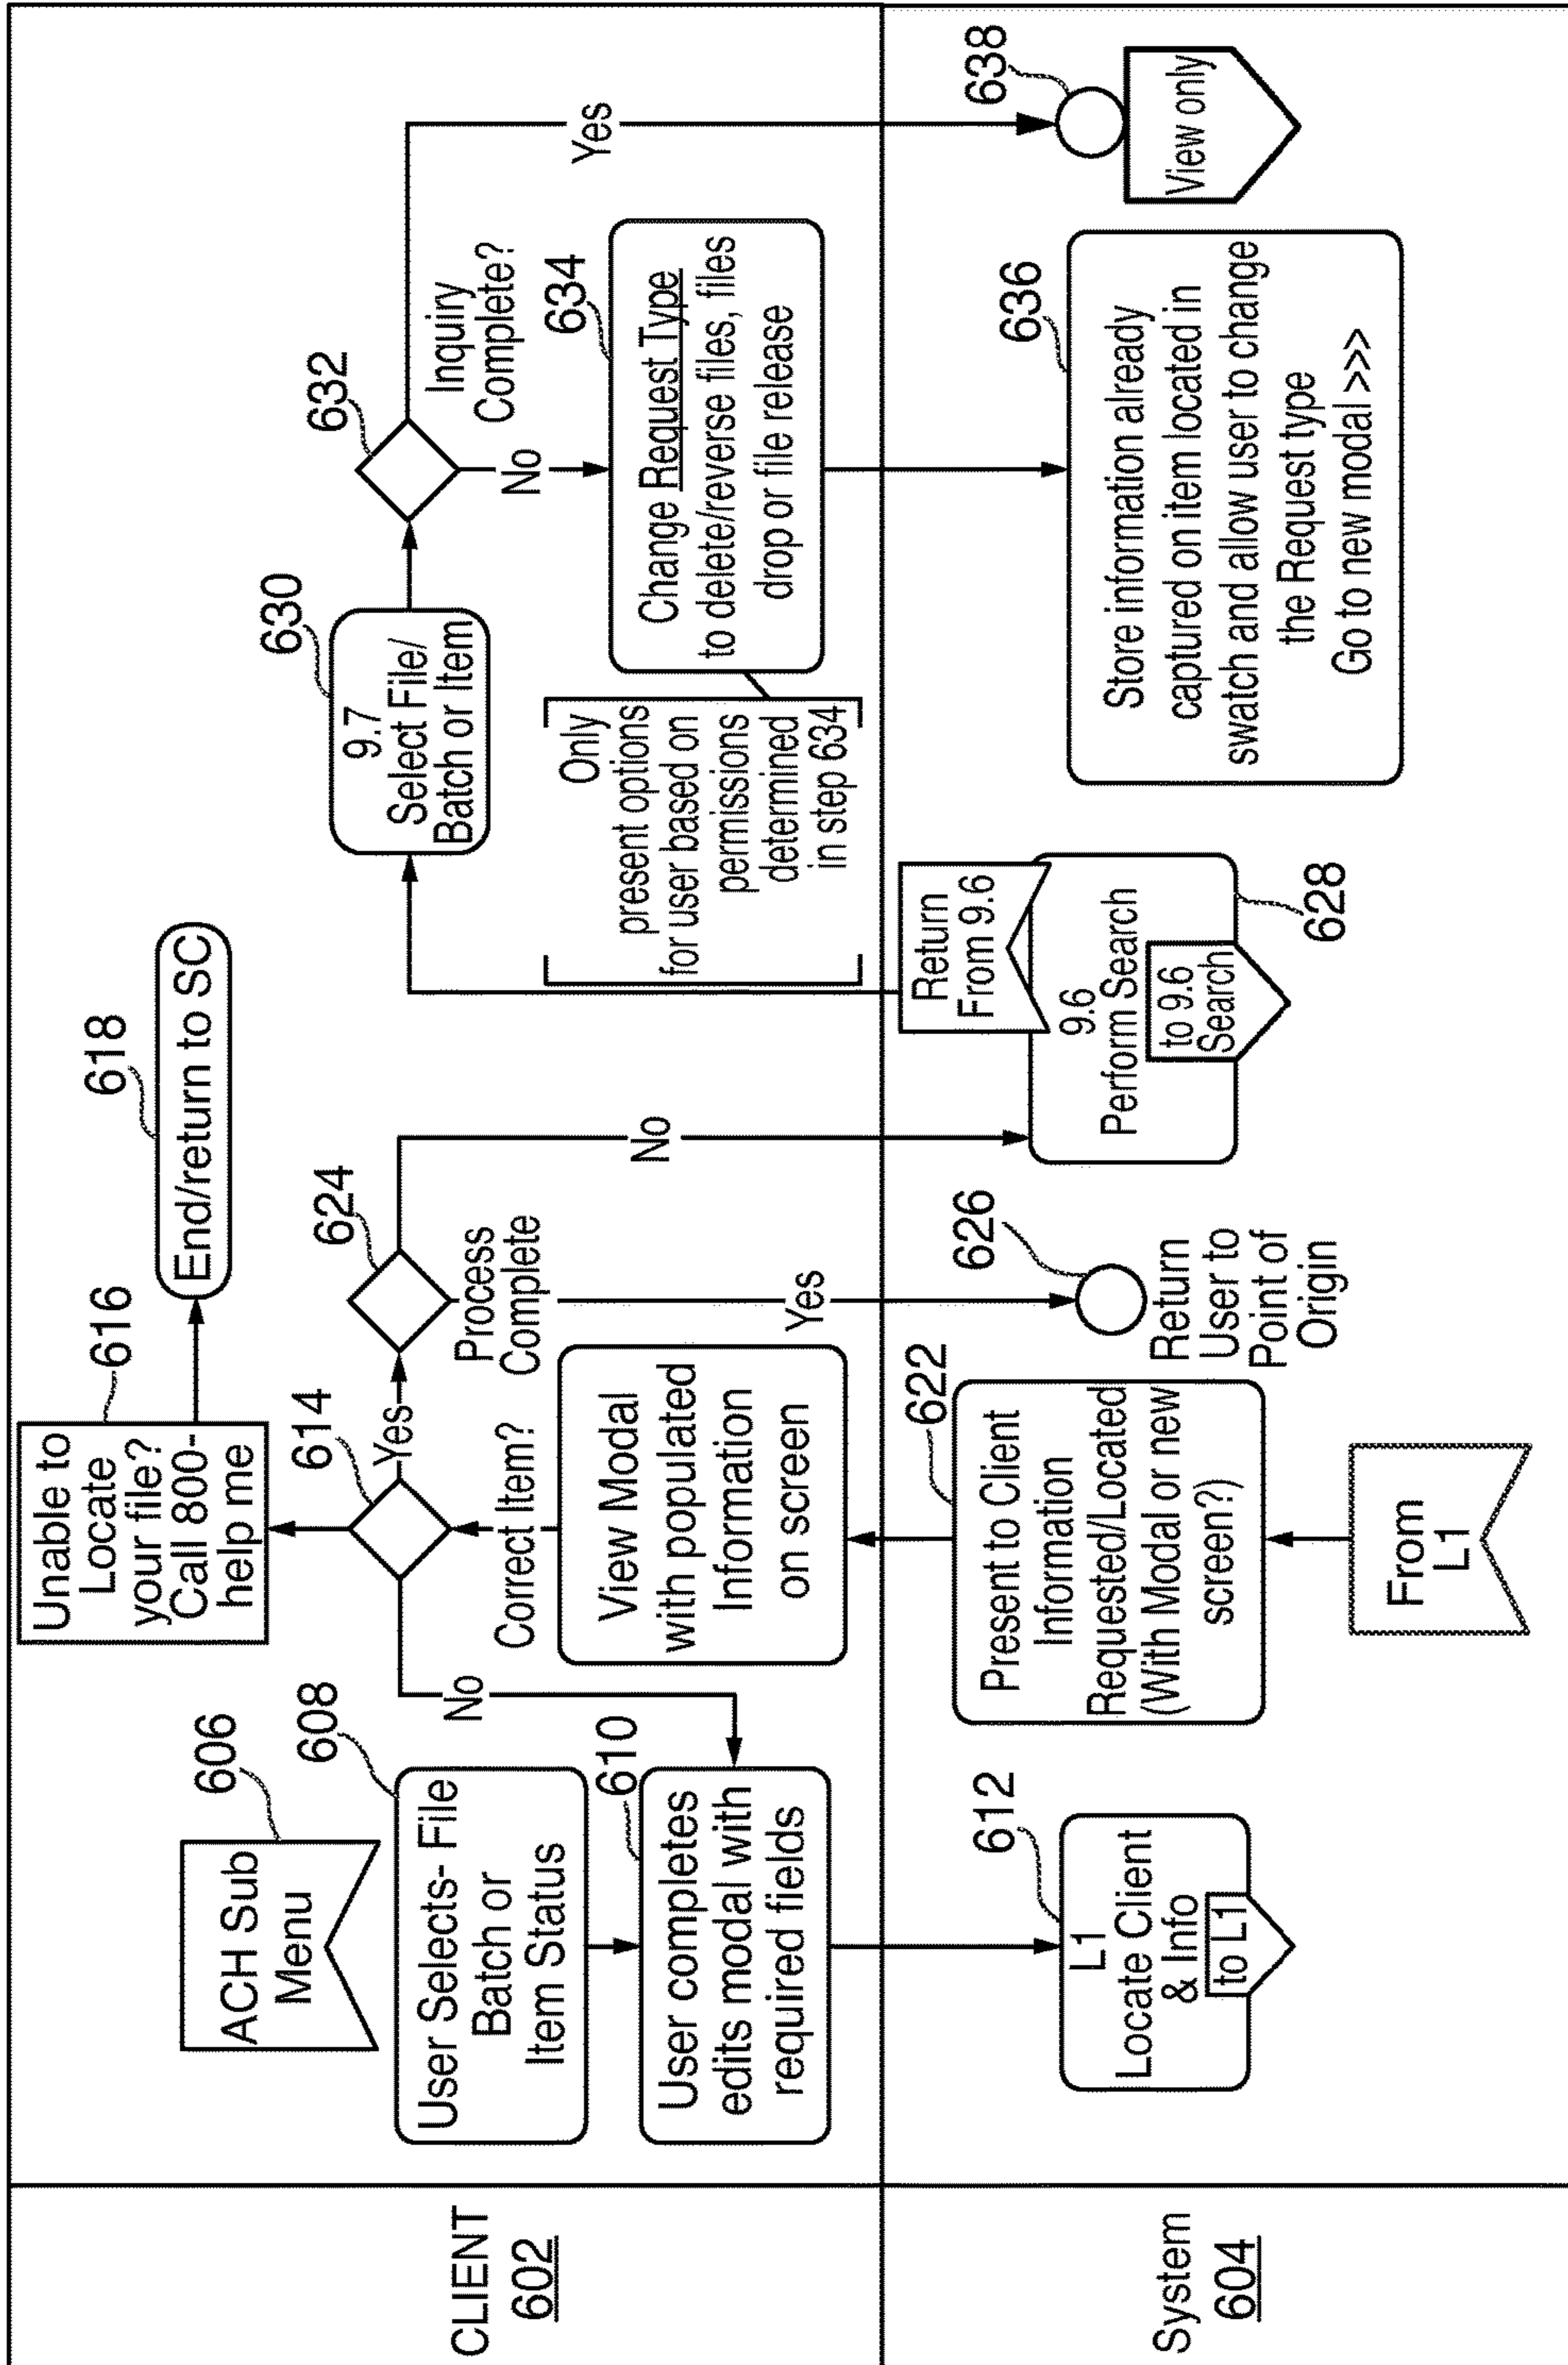 CLIENT
602
ACH Sub
Menu
606
User Selects- File
Batch or
Item Status
608
User completes
edits modal with
required fields
610
No
Unable to
Locate
your file?
Call 800-
help me
616
End/return to SC
618
614
Yes
Correct Item?
View Modal
with populated
Information
on screen
624
Process
Complete
Yes
No
9.7
Select File/
Batch or Item
630
632
Inquiry
Complete?
No
Yes
Change Request Type
to delete/reverse files, files
drop or file release
634
Only
present options
for user based on
permissions
determined
in step 634
System
604
L1
Locate Client
& Info
to L1
612
Present to Client
Information
Requested/Located
(With Modal or new
screen?)
622
From
L1
626
Return
User to
Point of
Origin
Return
From 9.6
9.6
Perform Search
to 9.6
Search
628
Store information already
captured on item located in
swatch and allow user to change
the Request type
Go to new modal >>>
636
638
View only